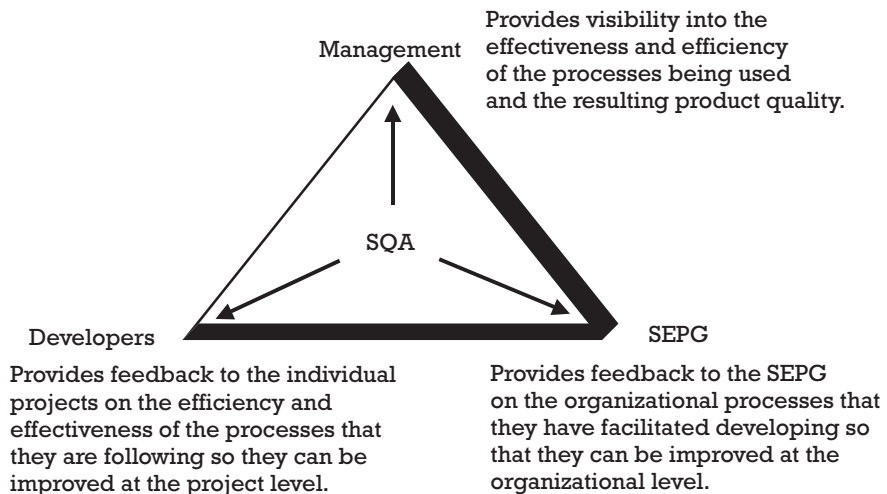 Provides visibility into the
effectiveness and efficiency
of the processes being used
and the resulting product quality.
Management
SQA
Developers
SEPG
Provides feedback to the individual
projects on the efficiency and
effectiveness of the processes that
they are following so they can be
improved at the project level.
Provides feedback to the SEPG
on the organizational processes that
they have facilitated developing so
that they can be improved at the
organizational level.